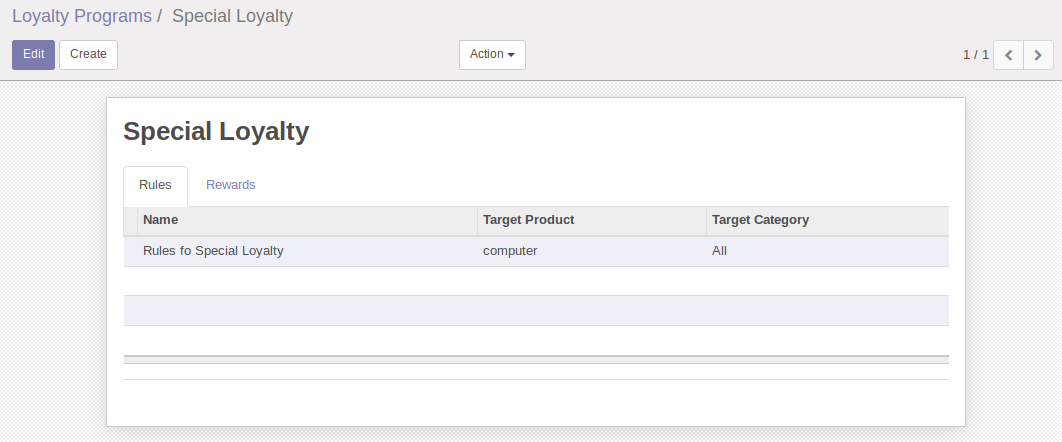 Loyalty Programs / Special Loyalty
Edit Create Action 1 / 1
Special Loyalty
Rules Rewards
Name Target Product Target Category
Rules fo Special Loyalty computer All